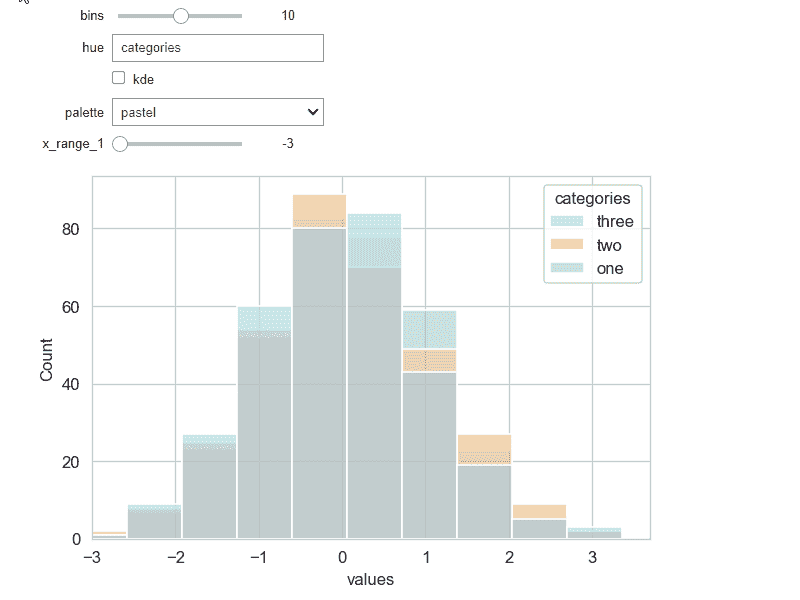 bins 10
hue categories
kde
palette pastel
x_range_1 -3
categories
three
two
one
80
60
40
20
0
Count
−3 −2 −1 0 1 2 3
values